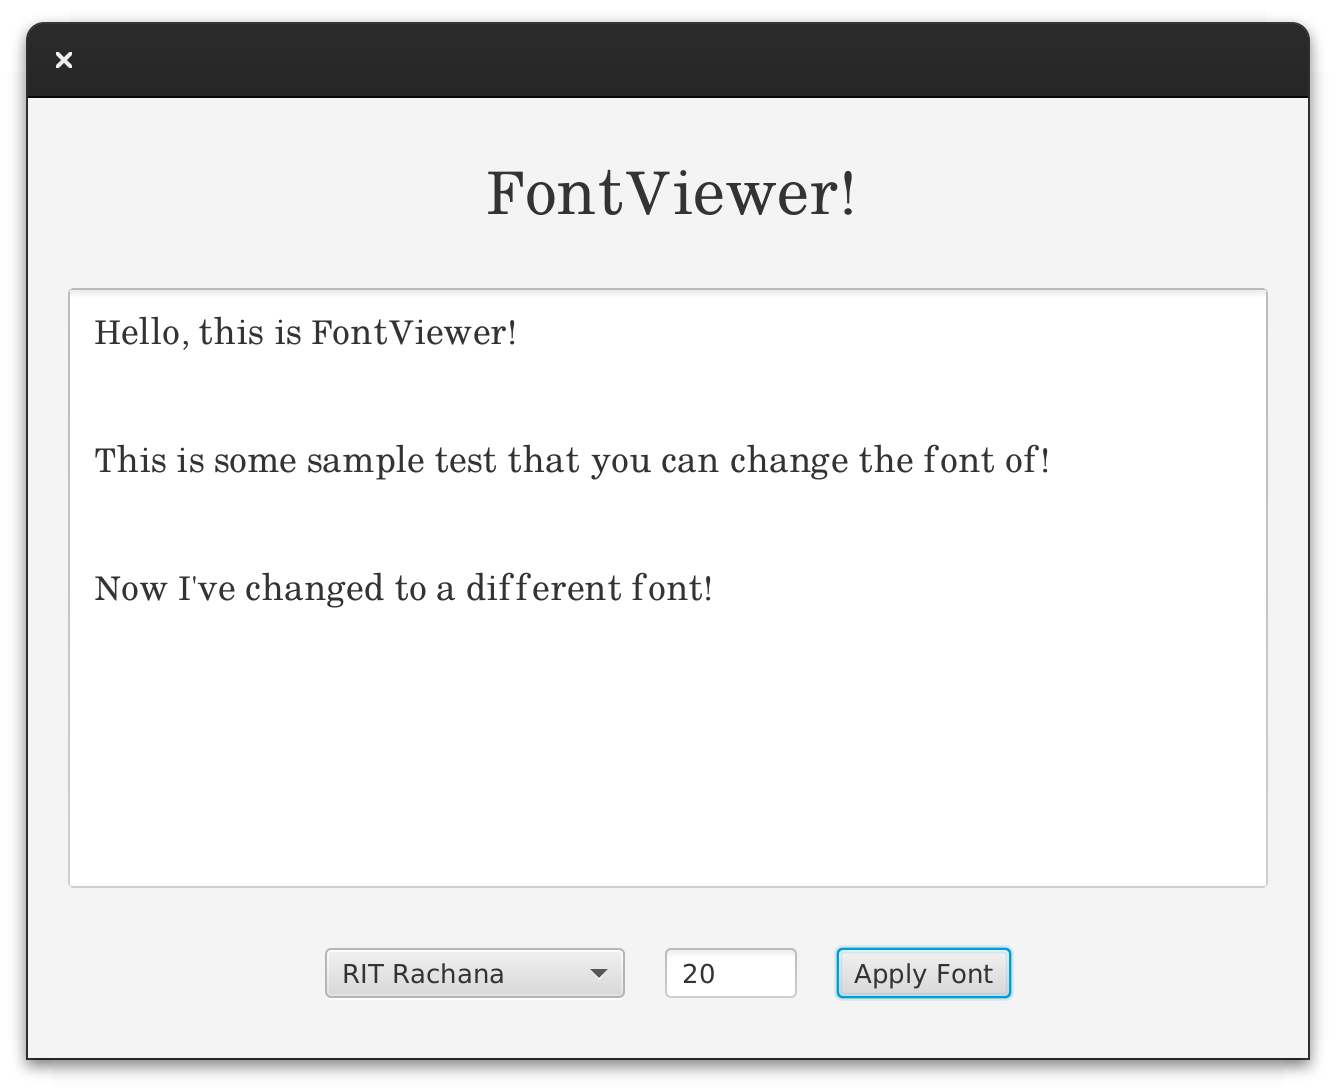 FontViewer!
Hello, this is FontViewer!
This is some sample test that you can change the font of!
Now I've changed to a different font!
RIT Rachana 20 Apply Font